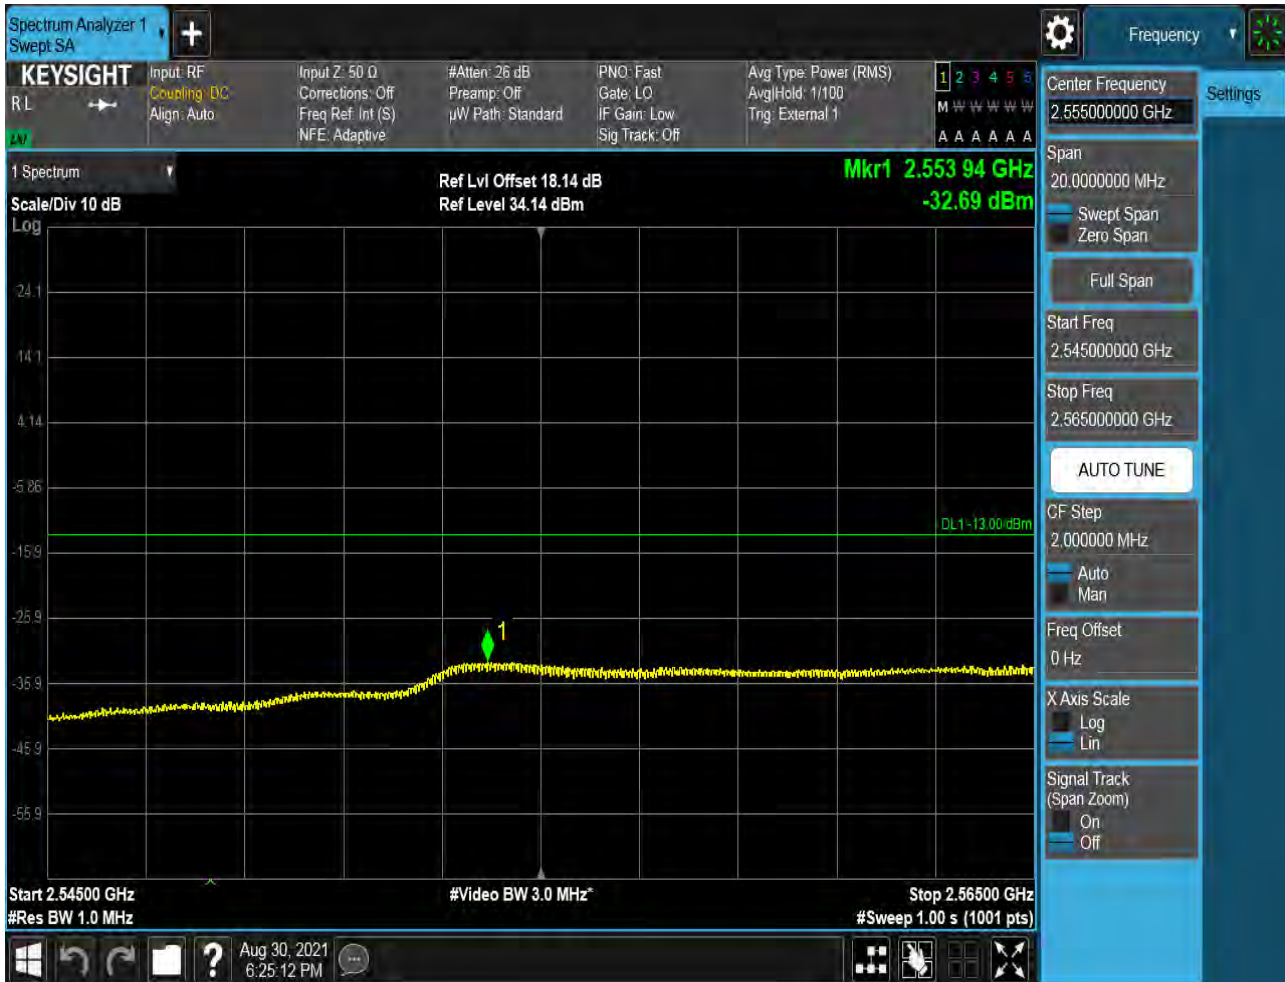 Spectrum Analyzer 1
Swept SA
Frequency
KEYSIGHT
R L
Input: RF
Coupling: DC
Align: Auto
Input Z: 50 Ω
Corrections: Off
Freq Ref: Int (S)
NFE: Adaptive
#Atten: 26 dB
Preamp: Off
µW Path: Standard
PNO: Fast
Gate: LO
IF Gain: Low
Sig Track: Off
Avg Type: Power (RMS)
Avg|Hold: 1/100
Trig: External 1
1 2 3 4 5 6
M W W W W W
A A A A A A
1 Spectrum
Scale/Div 10 dB
Log
Ref Lvl Offset 18.14 dB
Ref Level 34.14 dBm
Mkr1 2.553 94 GHz
-32.69 dBm
24.1
14.1
4.14
-5.86
-15.9
-25.9
-35.9
-45.9
-55.9
DL1 -13.00 dBm
1
Start 2.54500 GHz
#Res BW 1.0 MHz
#Video BW 3.0 MHz*
Stop 2.56500 GHz
#Sweep 1.00 s (1001 pts)
Aug 30, 2021
6:25:12 PM
Center Frequency
2.555000000 GHz
Settings
Span
20.0000000 MHz
Swept Span
Zero Span
Full Span
Start Freq
2.545000000 GHz
Stop Freq
2.565000000 GHz
AUTO TUNE
CF Step
2.000000 MHz
Auto
Man
Freq Offset
0 Hz
X Axis Scale
Log
Lin
Signal Track
(Span Zoom)
On
Off